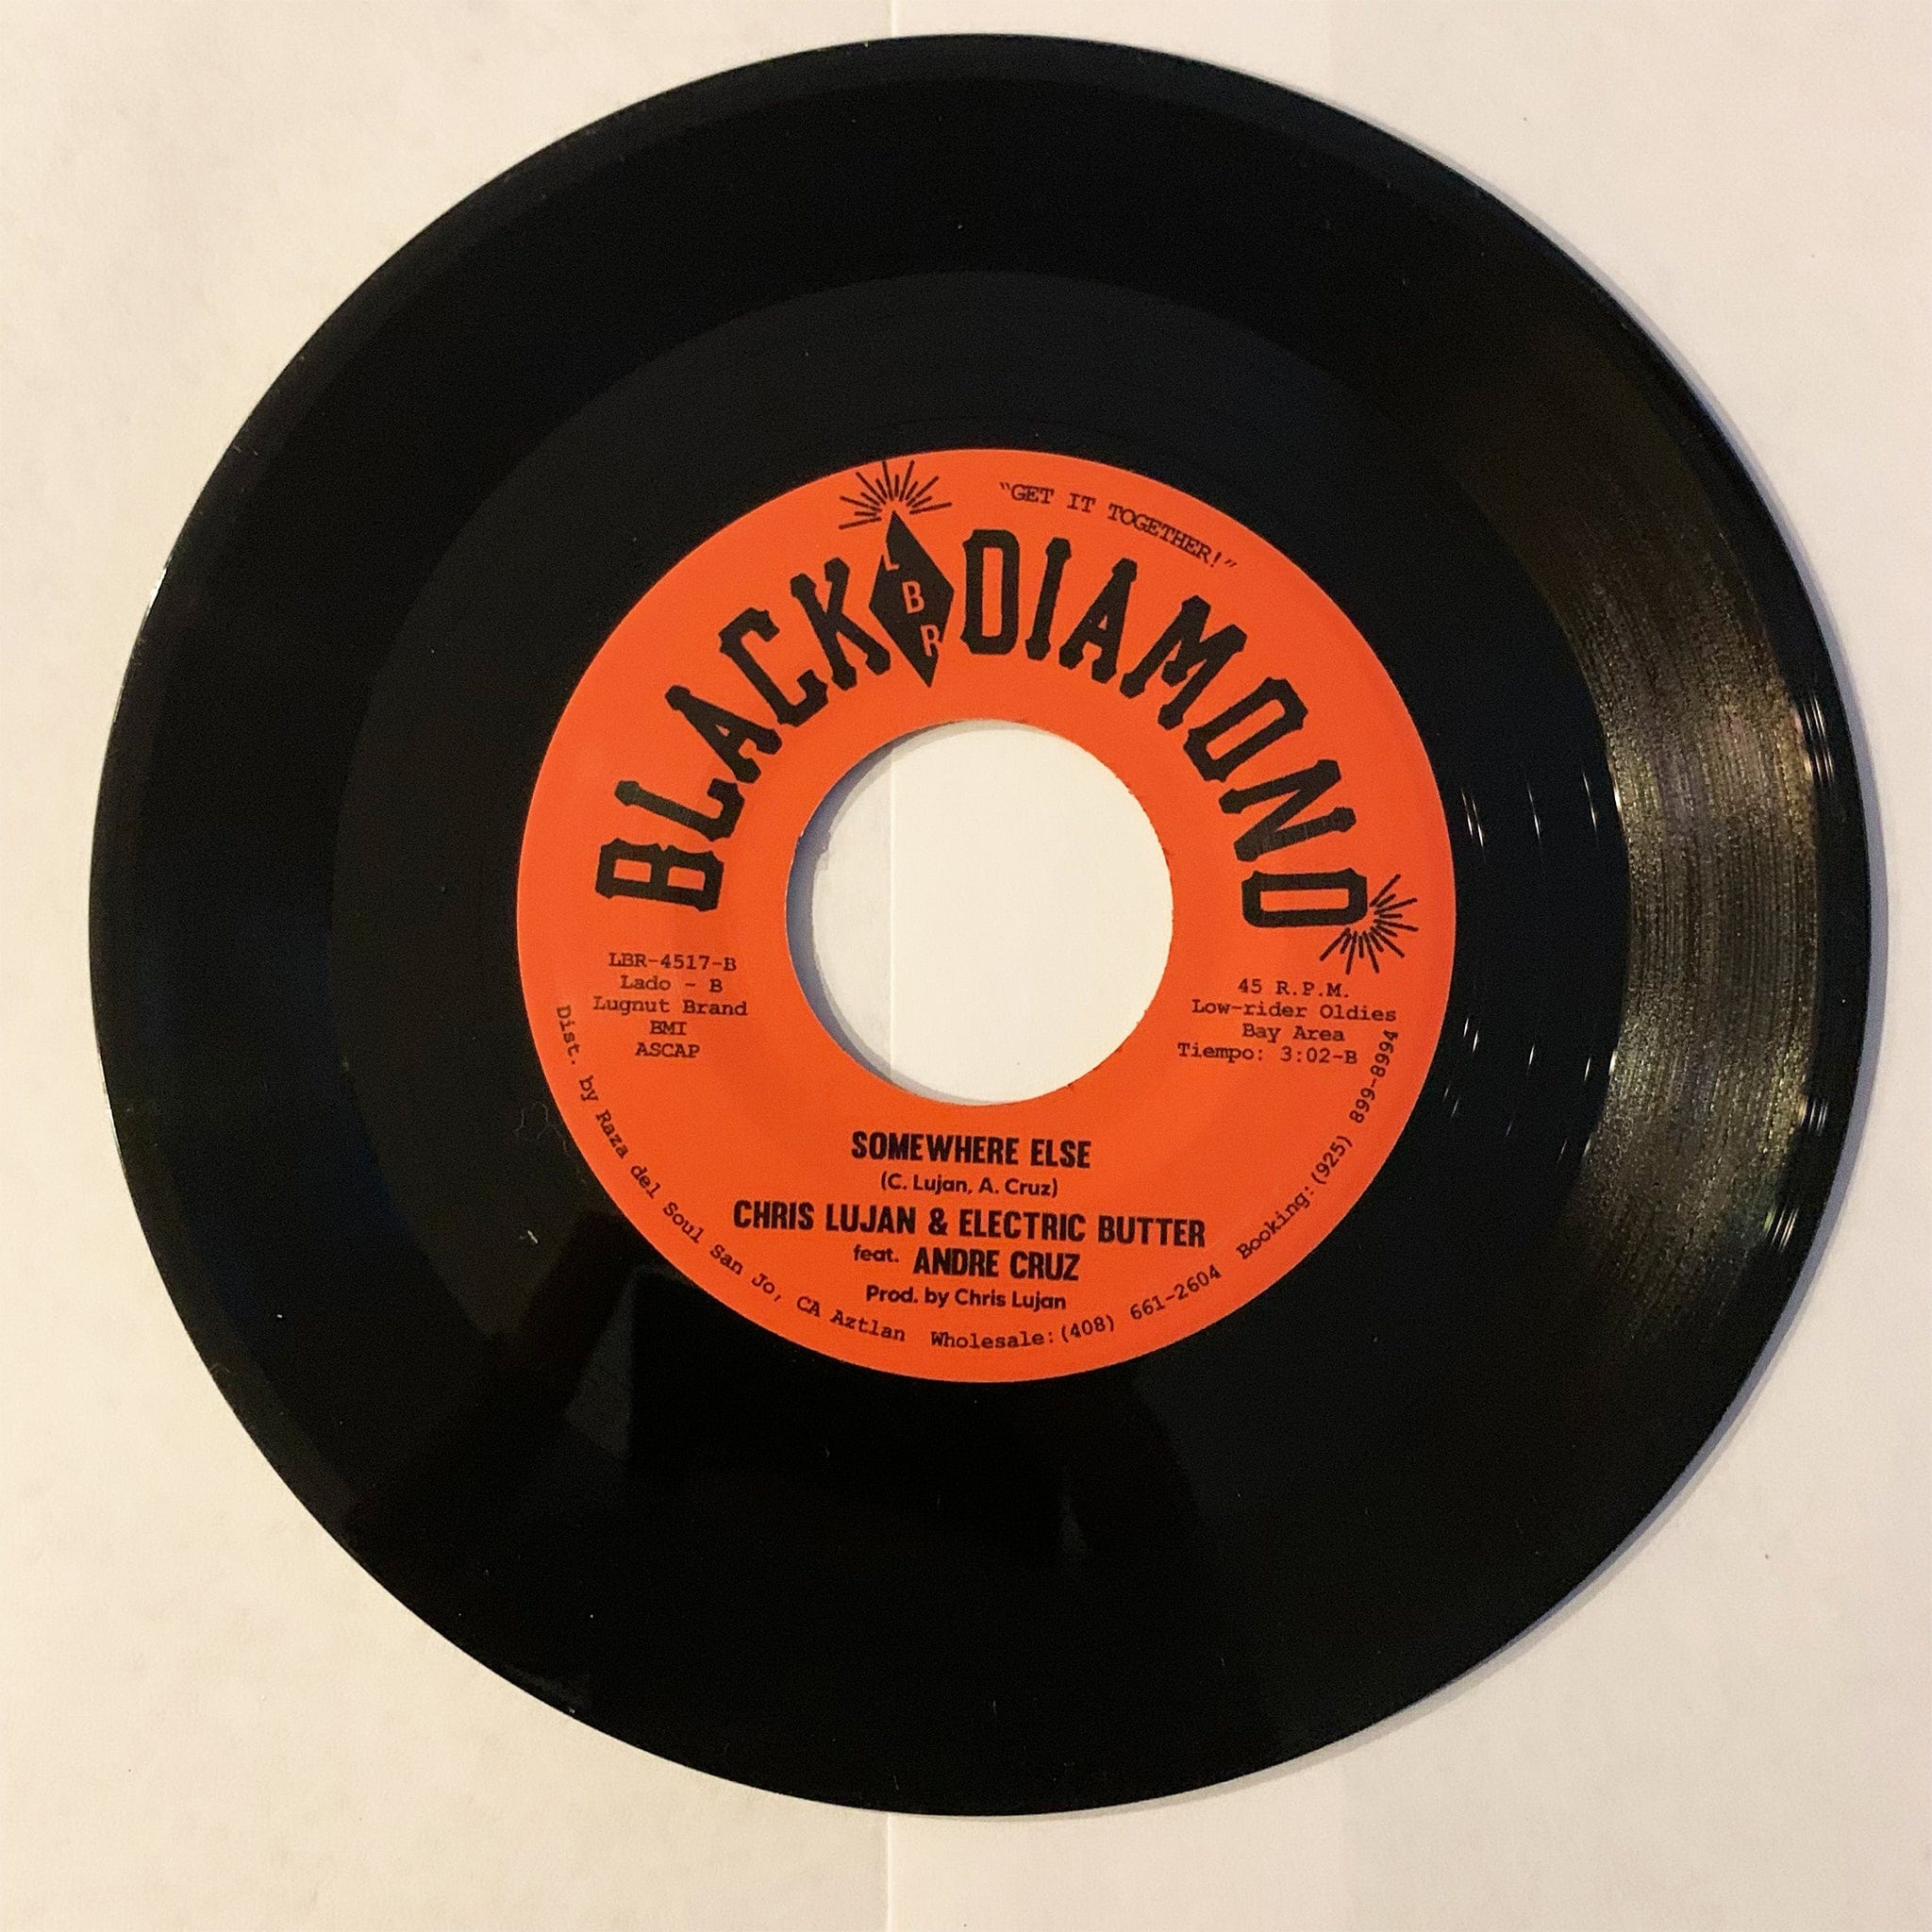 "GET IT TOGETHER!"
BLACK DIAMOND
LBR
LBR-4517-B
Lado - B
Lugnut Brand
BMI
ASCAP
45 R.P.M.
Low-rider Oldies
Bay Area
Tiempo: 3:02-B
SOMEWHERE ELSE
(C. Lujan, A. Cruz)
CHRIS LUJAN & ELECTRIC BUTTER
feat. ANDRE CRUZ
Prod. by Chris Lujan
Dist. by Raza del Soul San Jo, CA Aztlan Wholesale:(408) 661-2604 Booking:(925) 899-8994